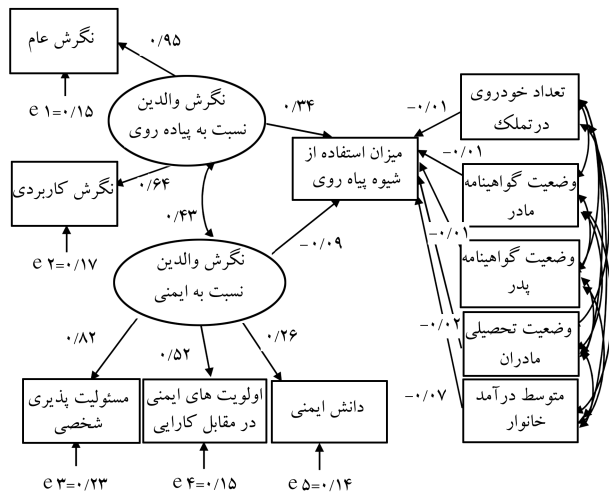 نگرش عام
۰/۹۵
e ۱=۰/۱۵
نگرش والدین
نسبت به پیاده روی
۰/۳۴
نگرش کاربردی
۰/۶۴
e ۲=۰/۱۷
۰/۴۳
نگرش والدین
نسبت به ایمنی
-۰/۰۹
میزان استفاده از
شیوه پیاه روی
-۰/۰۱
تعداد خودروی
درتملک
-۰/۰۱
وضعیت گواهینامه
مادر
-۰/۰۱
وضعیت گواهینامه
پدر
-۰/۰۲
وضعیت تحصیلی
مادران
-۰/۰۷
متوسط درآمد
خانوار
۰/۸۲
۰/۵۲
۰/۲۶
مسئولیت پذیری
شخصی
اولویت های ایمنی
در مقابل کارایی
دانش ایمنی
e ۳=۰/۲۳
e ۴=۰/۱۵
e ۵=۰/۱۴